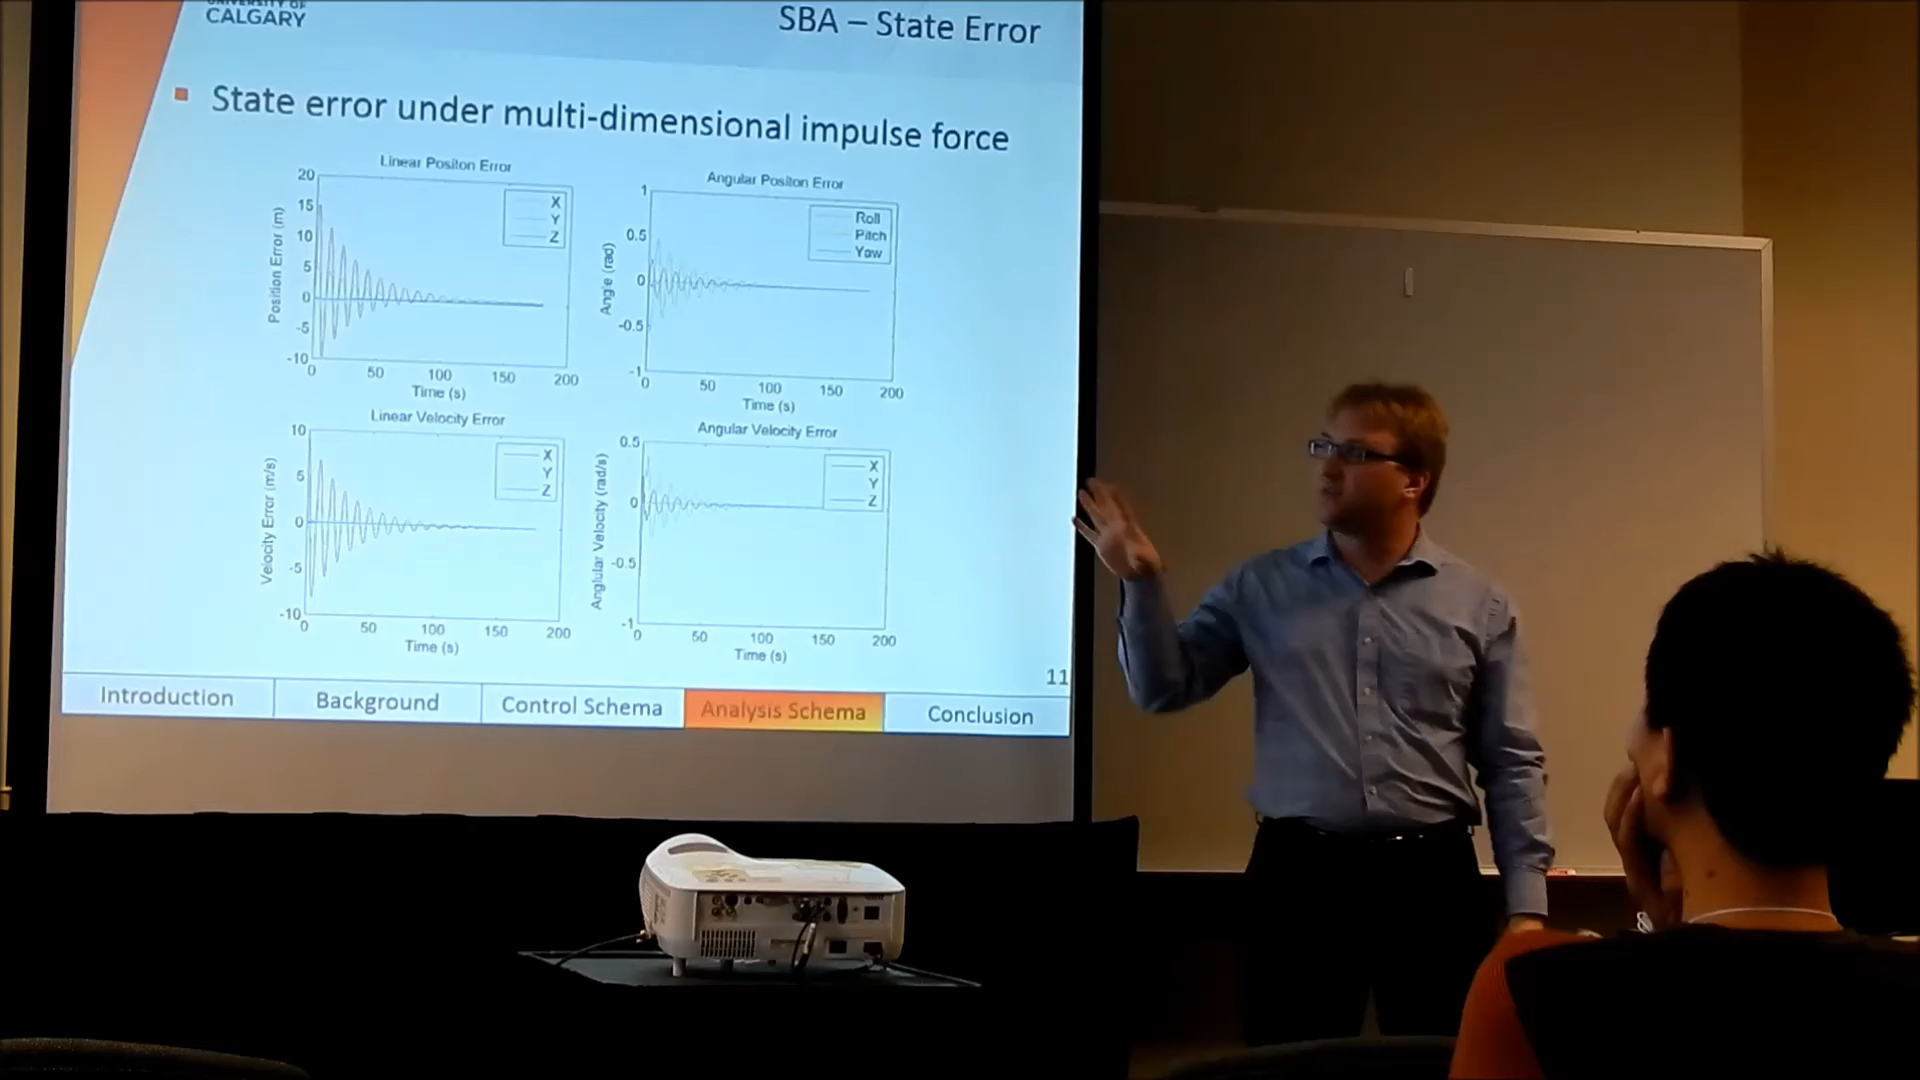 UNIVERSITY OF
CALGARY
SBA – State Error
State error under multi-dimensional impulse force
Linear Positon Error
20
15
10
5
0
-5
-10
0 50 100 150 200
Position Error (m)
Time (s)
X
Y
Z
Angular Positon Error
1
0.5
0
-0.5
-1
0 50 100 150 200
Angle (rad)
Time (s)
Roll
Pitch
Yaw
Linear Velocity Error
10
5
0
-5
-10
0 50 100 150 200
Velocity Error (m/s)
Time (s)
X
Y
Z
Angular Velocity Error
0.5
0
-0.5
-1
0 50 100 150 200
Anglular Velocity (rad/s)
Time (s)
X
Y
Z
11
Introduction Background Control Schema Analysis Schema Conclusion